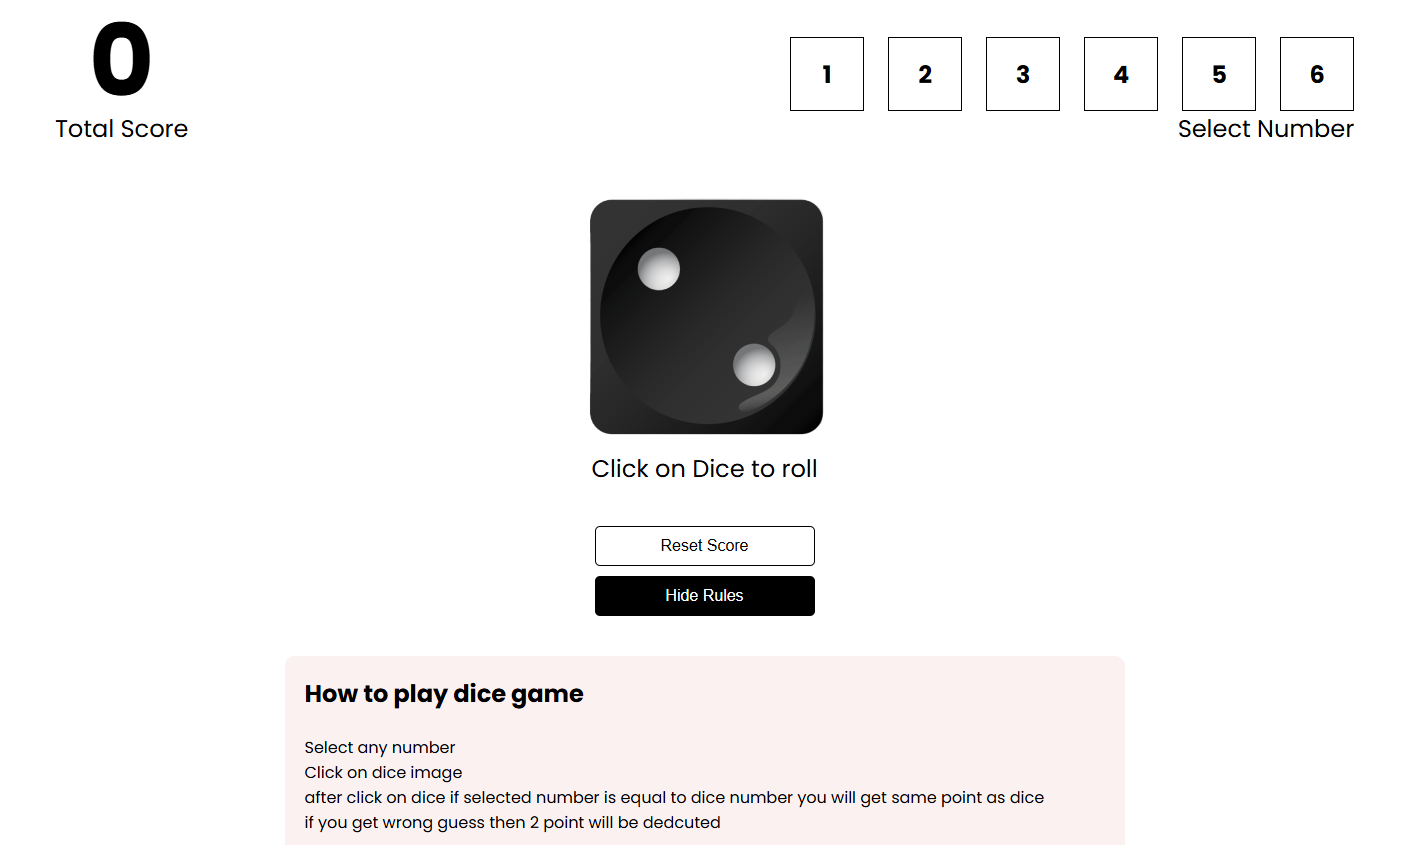 0
Total Score
1 2 3 4 5 6
Select Number
Click on Dice to roll
Reset Score
Hide Rules
How to play dice game
Select any number
Click on dice image
after click on dice if selected number is equal to dice number you will get same point as dice
if you get wrong guess then 2 point will be dedcuted